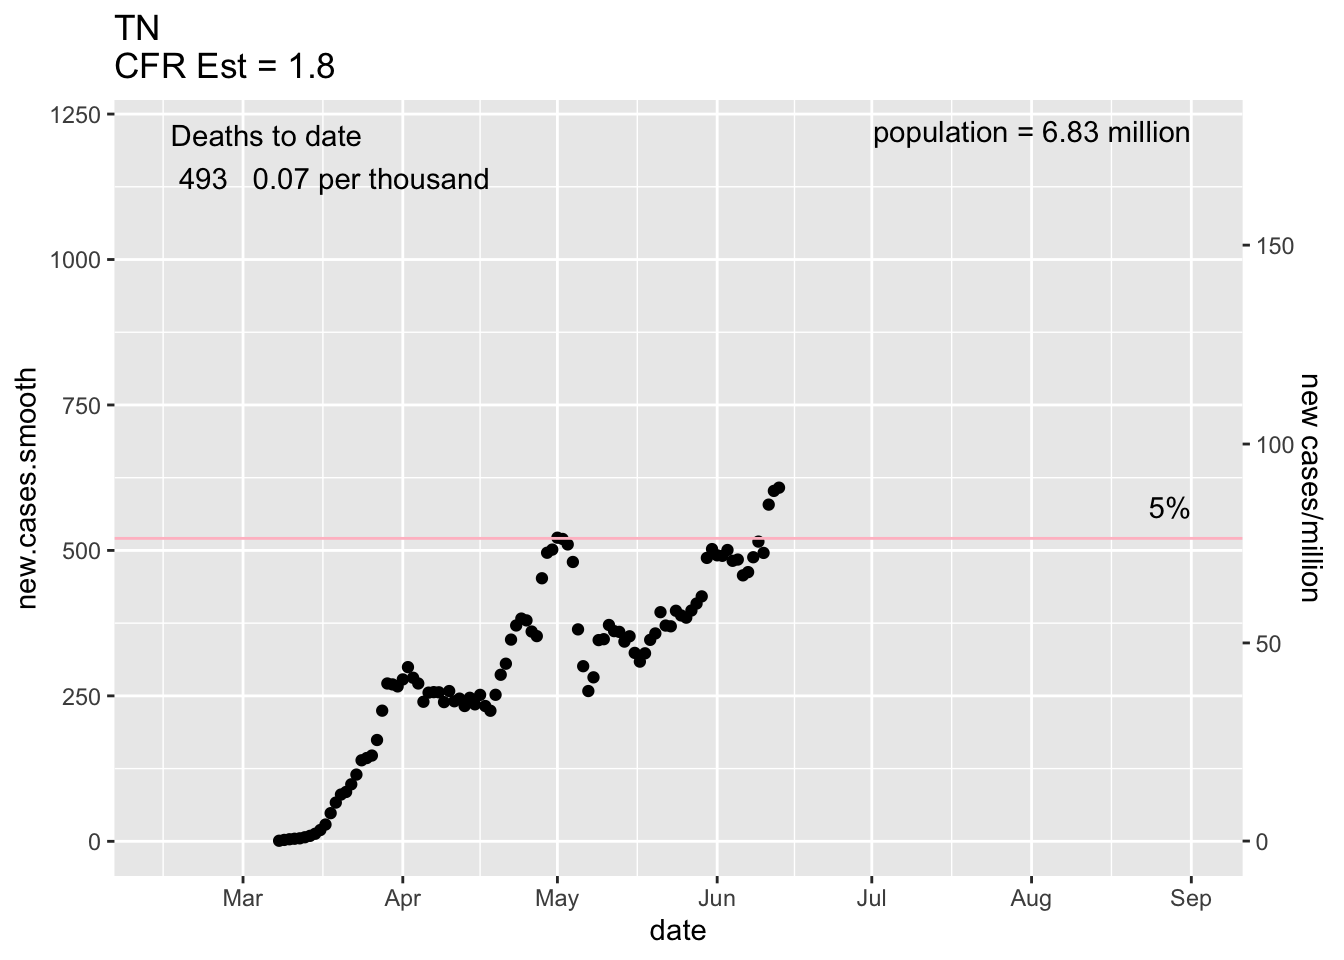 TN
CFR Est = 1.8
1250
1000
750
500
250
0
new.cases.smooth
Deaths to date
493 0.07 per thousand
population = 6.83 million
5%
150
100
50
0
new cases/million
Mar Apr May Jun Jul Aug Sep
date